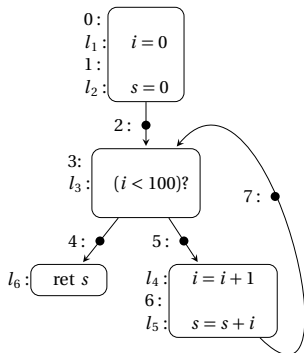 0:
l₁: i = 0
1:
l₂: s = 0
2:
3:
l₃: (i < 100)?
7:
4: 5:
l₆: ret s
l₄: i = i + 1
6:
l₅: s = s + i